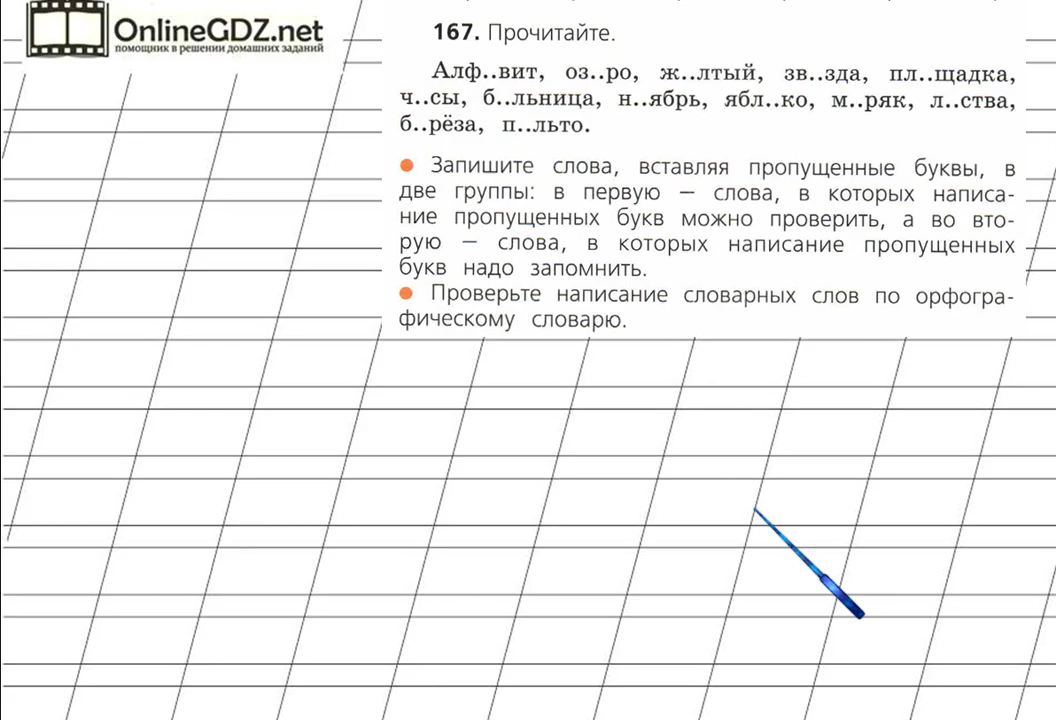 OnlineGDZ.net
помощник в решении домашних заданий
167. Прочитайте.
Алф..вит, оз..ро, ж..лтый, зв..зда, пл..щадка,
ч..сы, б..льница, н..ябрь, ябл..ко, м..ряк, л..ства,
б..рёза, п..льто.
● Запишите слова, вставляя пропущенные буквы, в
две группы: в первую — слова, в которых написа-
ние пропущенных букв можно проверить, а во вто-
рую — слова, в которых написание пропущенных
букв надо запомнить.
● Проверьте написание словарных слов по орфогра-
фическому словарю.